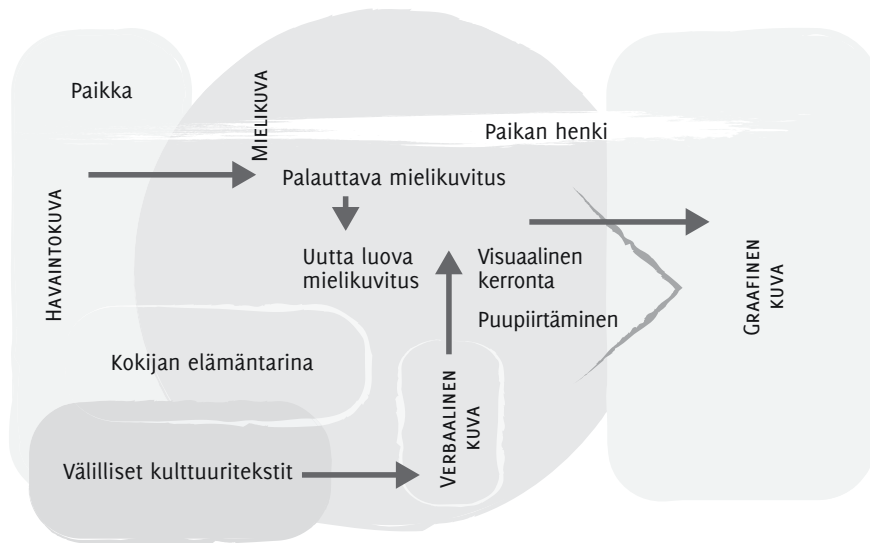 Paikka
MIELIKUVA
Paikan henki
Palauttava mielikuvitus
HAVAINTOKUVA
Uutta luova
mielikuvitus
Visuaalinen
kerronta
Puupiirtäminen
GRAAFINEN
KUVA
Kokijan elämäntarina
VERBAALINEN
KUVA
Välilliset kulttuuritekstit